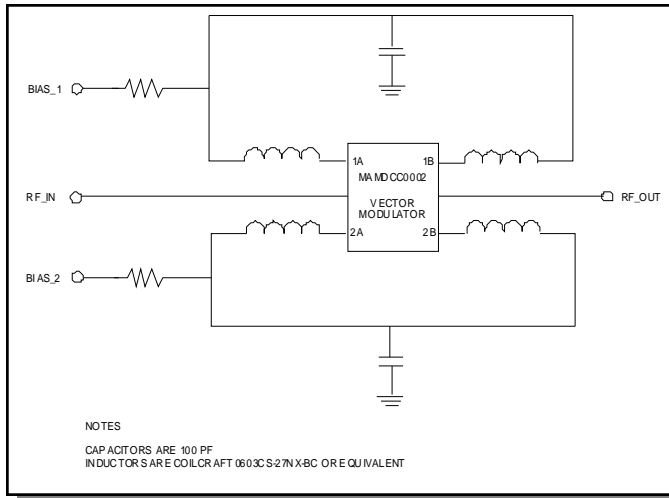 BIAS_1
1A 1B
MAMDCC0002
RF_IN
RF_OUT
VECTOR
MODULATOR
2A 2B
BIAS_2
NOTES
CAPACITORS ARE 100 PF
INDUCTORS ARE COILCRAFT 0603CS-27NX-BC OR EQUIVALENT